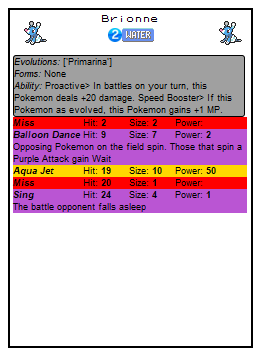 Brionne
2 WATER
Evolutions: ['Primarina']
Forms: None
Ability: Proactive> In battles on your turn, this
Pokemon deals +20 damage. Speed Booster> If this
Pokemon as evolved, this Pokemon gains +1 MP.
Miss Hit: 2 Size: 2 Power:
Balloon Dance Hit: 9 Size: 7 Power: 2
Opposing Pokemon on the field spin. Those that spin a
Purple Attack gain Wait
Aqua Jet Hit: 19 Size: 10 Power: 50
Miss Hit: 20 Size: 1 Power:
Sing Hit: 24 Size: 4 Power: 1
The battle opponent falls asleep